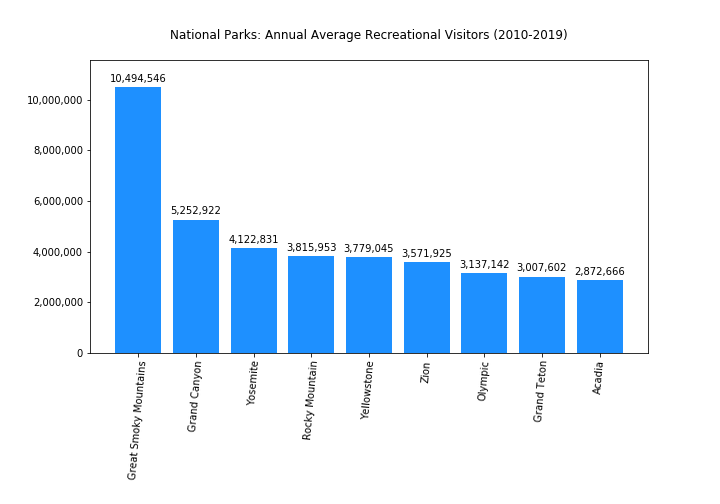 National Parks: Annual Average Recreational Visitors (2010-2019)
10,494,546
5,252,922
4,122,831
3,815,953
3,779,045
3,571,925
3,137,142
3,007,602
2,872,666
10,000,000
8,000,000
6,000,000
4,000,000
2,000,000
0
Great Smoky Mountains
Grand Canyon
Yosemite
Rocky Mountain
Yellowstone
Zion
Olympic
Grand Teton
Acadia